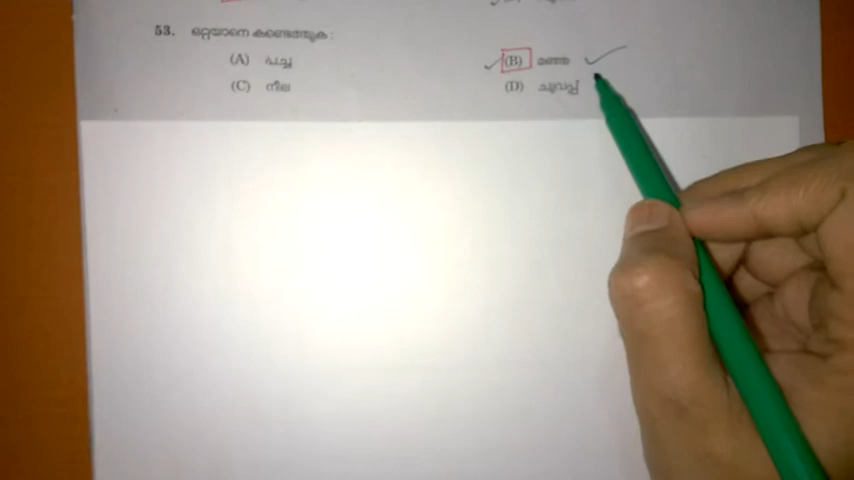 53. ഒറ്റയാനെ കണ്ടെത്തുക :
(A) പച്ച (B) മഞ്ഞ
(C) നീല (D) ചുവപ്പ്